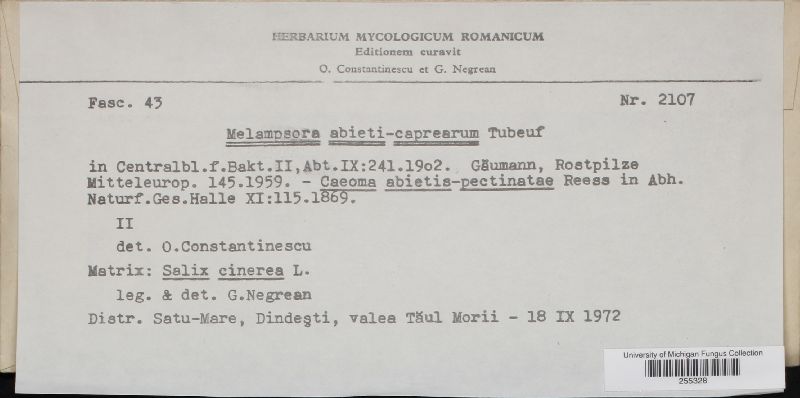 HERBARIUM MYCOLOGICUM ROMANICUM
Editionem curavit
O. Constantinescu et G. Negrean
Fasc. 43
Nr. 2107
Melampsora abieti-caprearum Tubeuf
in Centralbl.f.Bakt.II,Abt.IX:241.19o2. Gäumann, Rostpilze
Mitteleurop. 145.1959. - Caeoma abietis-pectinatae Reess in Abh.
Naturf.Ges.Halle XI:115.1869.
II
det. O.Constantinescu
Matrix: Salix cinerea L.
leg. & det. G.Negrean
Distr. Satu-Mare, Dindeşti, valea Tăul Morii - 18 IX 1972
University of Michigan Fungus Collection
255328